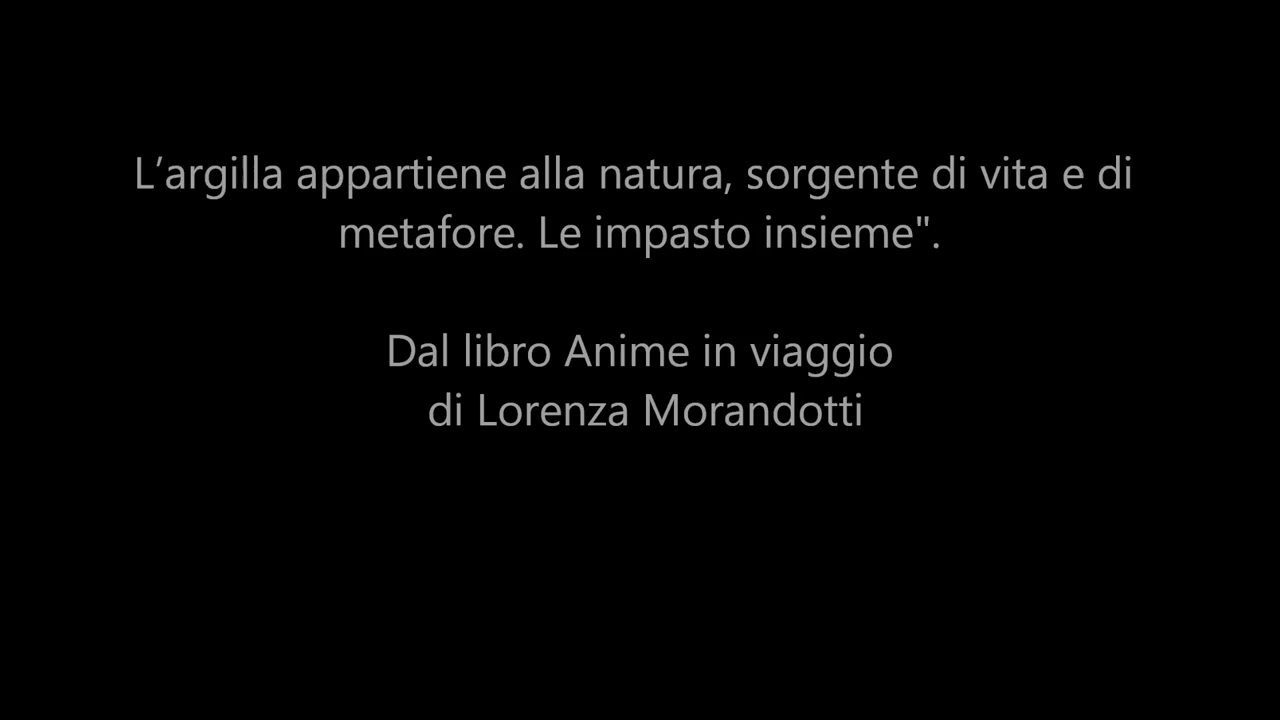 L’argilla appartiene alla natura, sorgente di vita e di
metafore. Le impasto insieme".
Dal libro Anime in viaggio
di Lorenza Morandotti